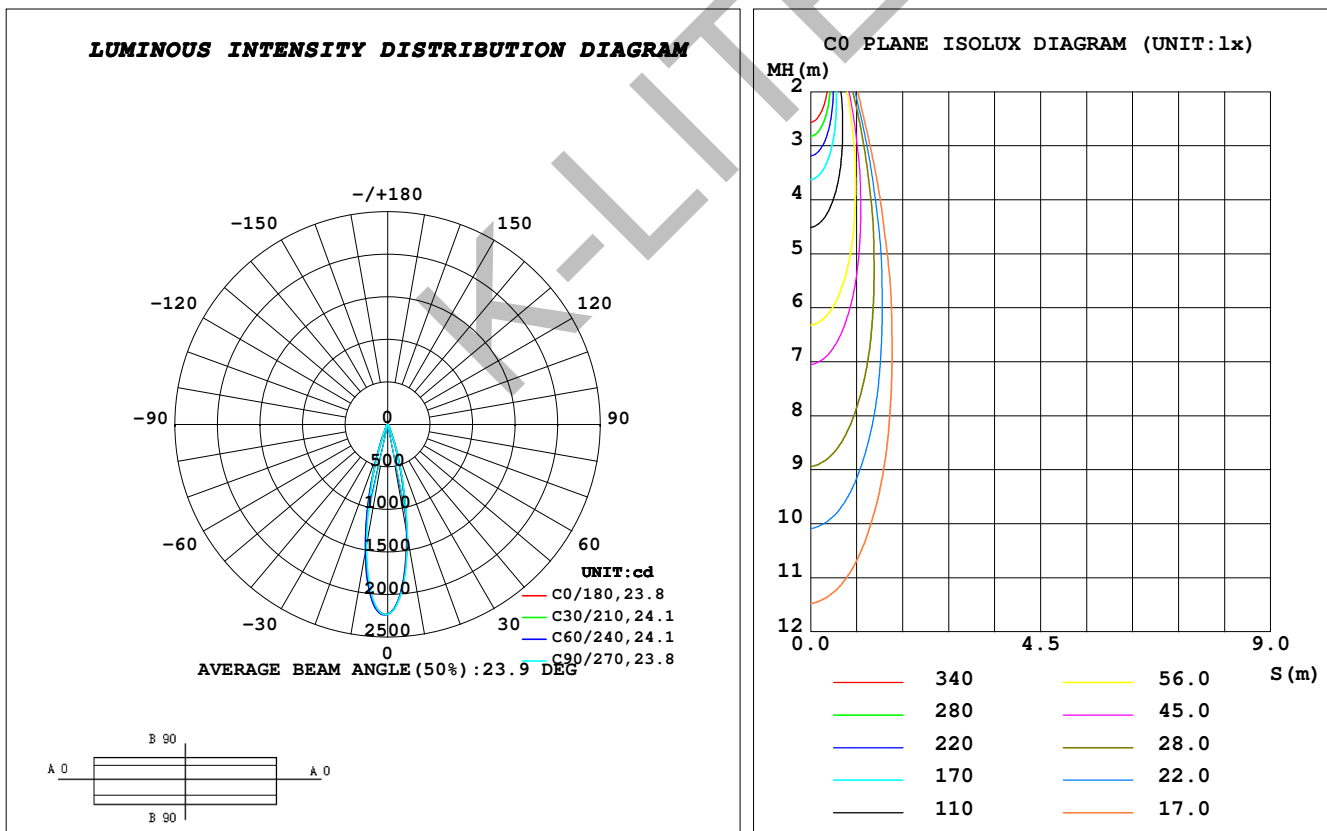 LUMINOUS INTENSITY DISTRIBUTION DIAGRAM
-/+180
-150
150
-120
120
-90
90
-60
60
-30
30
0
0
500
1000
1500
2000
2500
UNIT:cd
C0/180,23.8
C30/210,24.1
C60/240,24.1
C90/270,23.8
AVERAGE BEAM ANGLE(50%):23.9 DEG
B 90
A 0
A 0
B 90
K-LITE
C0 PLANE ISOLUX DIAGRAM (UNIT:lx)
MH(m)
2
3
4
5
6
7
8
9
10
11
12
0.0
4.5
9.0
S(m)
340
56.0
280
45.0
220
28.0
170
22.0
110
17.0